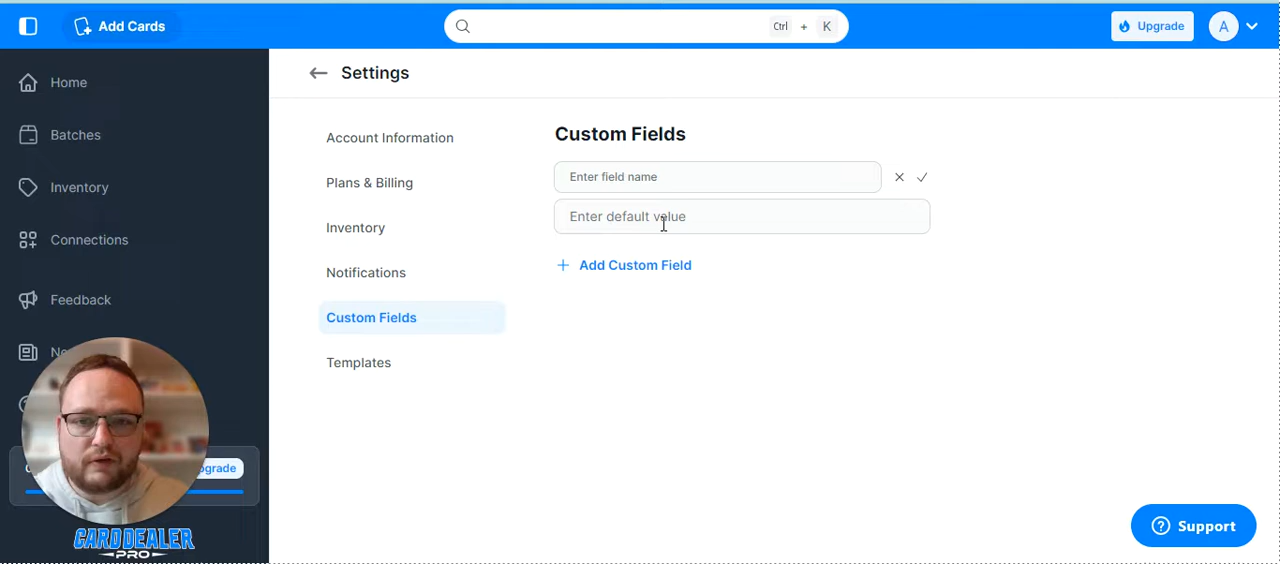 Add Cards
Ctrl + K
Upgrade
A
Home
Settings
Batches
Account Information
Custom Fields
Plans & Billing
Enter field name
Inventory
Inventory
Enter default value
Connections
Notifications
Add Custom Field
Feedback
Custom Fields
Templates
CARD DEALER
PRO
Support